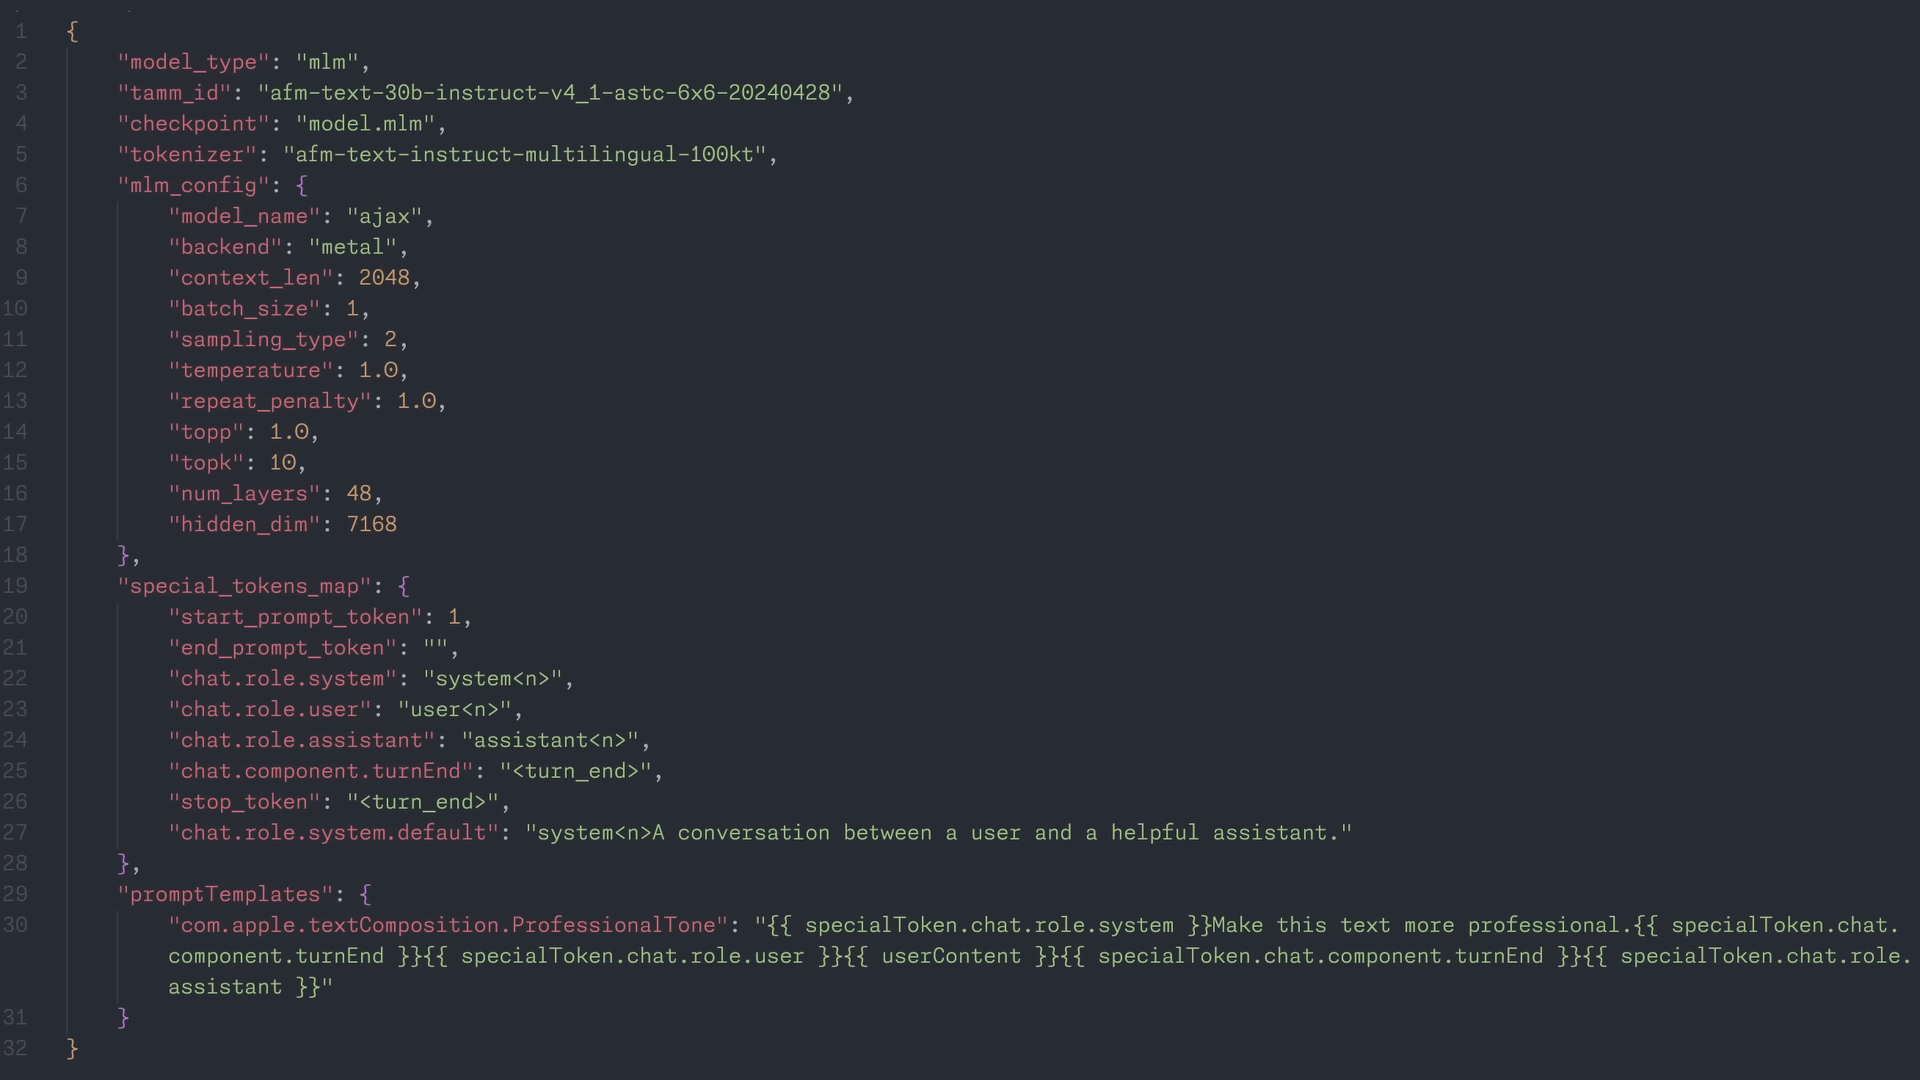 1 {
2 "model_type": "mlm",
3 "tamm_id": "afm-text-30b-instruct-v4_1-astc-6x6-20240428",
4 "checkpoint": "model.mlm",
5 "tokenizer": "afm-text-instruct-multilingual-100kt",
6 "mlm_config": {
7 "model_name": "ajax",
8 "backend": "metal",
9 "context_len": 2048,
10 "batch_size": 1,
11 "sampling_type": 2,
12 "temperature": 1.0,
13 "repeat_penalty": 1.0,
14 "topp": 1.0,
15 "topk": 10,
16 "num_layers": 48,
17 "hidden_dim": 7168
18 },
19 "special_tokens_map": {
20 "start_prompt_token": 1,
21 "end_prompt_token": "",
22 "chat.role.system": "system<n>",
23 "chat.role.user": "user<n>",
24 "chat.role.assistant": "assistant<n>",
25 "chat.component.turnEnd": "<turn_end>",
26 "stop_token": "<turn_end>",
27 "chat.role.system.default": "system<n>A conversation between a user and a helpful assistant."
28 },
29 "promptTemplates": {
30 "com.apple.textComposition.ProfessionalTone": "{{ specialToken.chat.role.system }}Make this text more professional.{{ specialToken.chat.
component.turnEnd }}{{ specialToken.chat.role.user }}{{ userContent }}{{ specialToken.chat.component.turnEnd }}{{ specialToken.chat.role.
assistant }}"
31 }
32 }